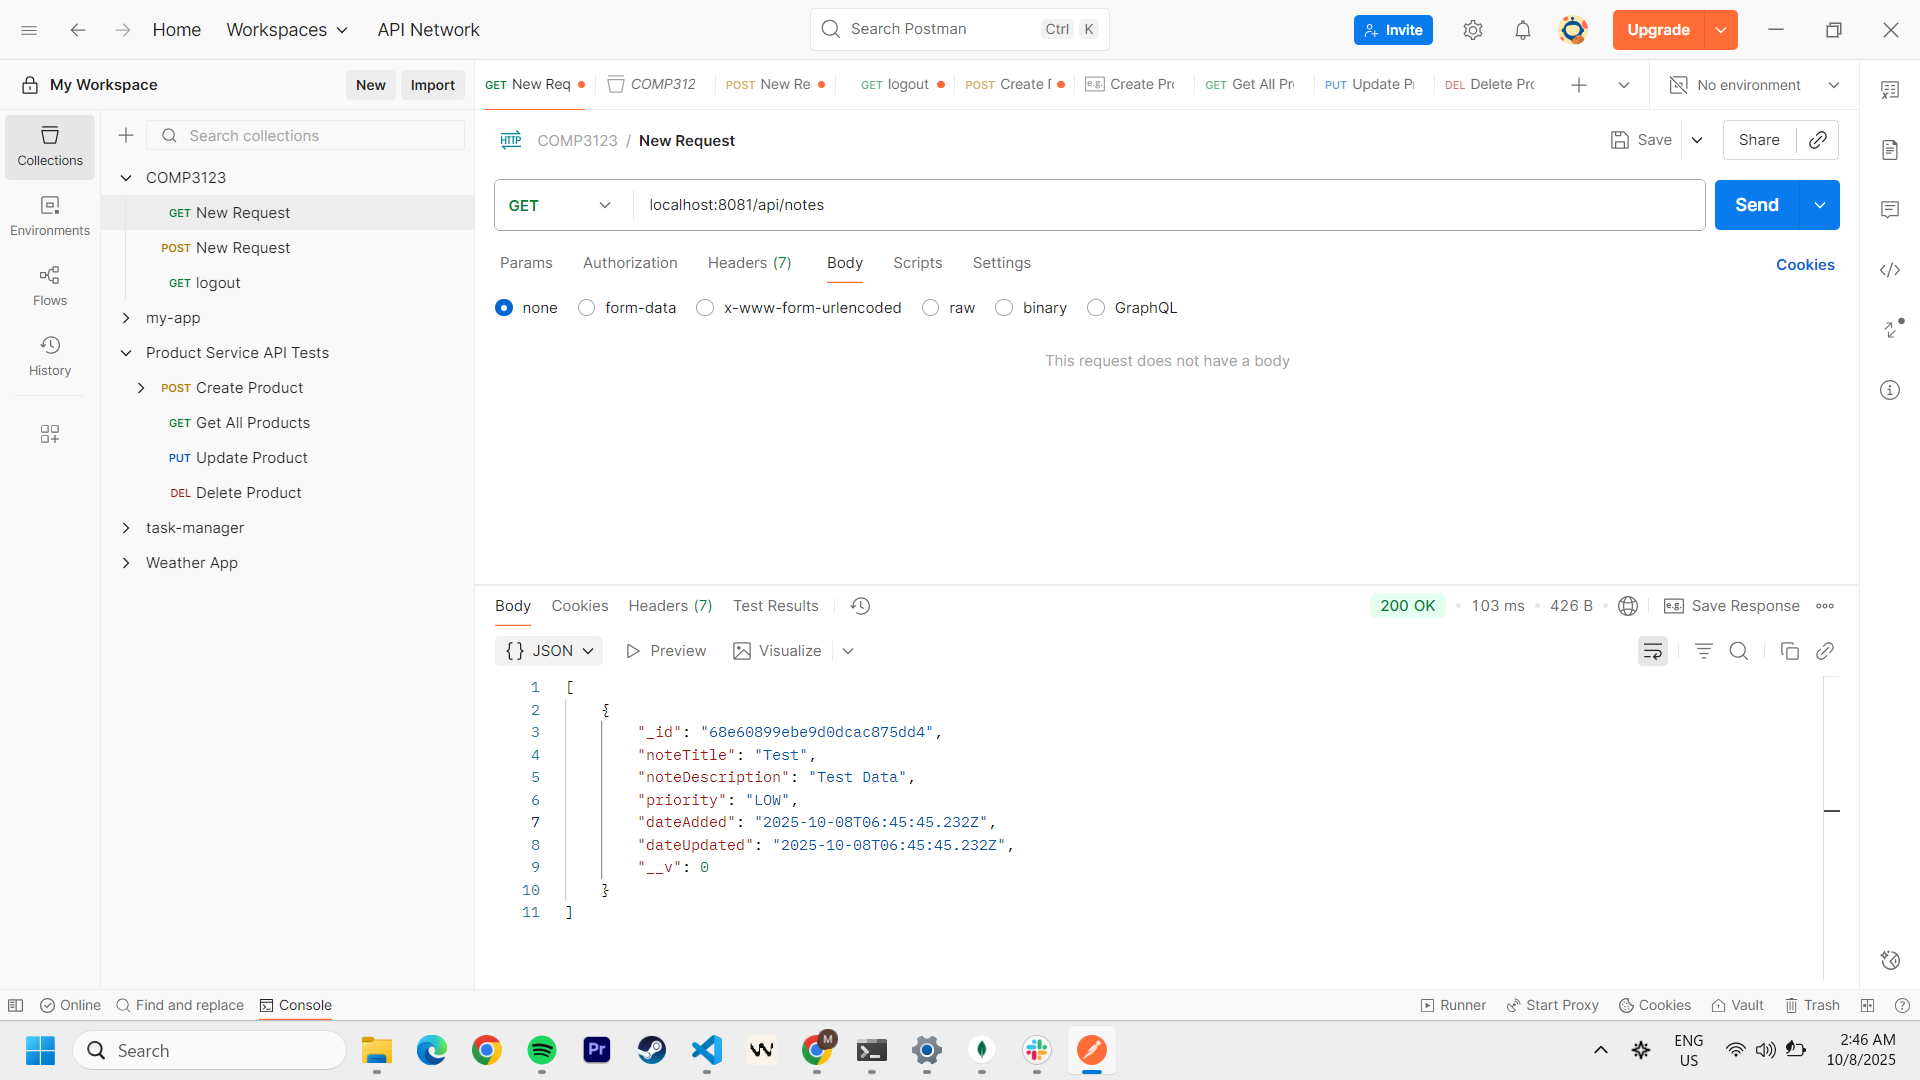 Home
Workspaces
API Network
Search Postman
Ctrl
K
Invite
Upgrade
My Workspace
New
Import
GET New Req
COMP312
POST New Re
GET logout
POST Create
e.g. Create Pr
GET Get All Pr
PUT Update P
DEL Delete Pro
No environment
Collections
Environments
Flows
History
Search collections
COMP3123
GET New Request
POST New Request
GET logout
my-app
Product Service API Tests
POST Create Product
GET Get All Products
PUT Update Product
DEL Delete Product
task-manager
Weather App
HTTP COMP3123 / New Request
Save
Share
GET
localhost:8081/api/notes
Send
Params
Authorization
Headers (7)
Body
Scripts
Settings
Cookies
none
form-data
x-www-form-urlencoded
raw
binary
GraphQL
This request does not have a body
Body
Cookies
Headers (7)
Test Results
200 OK
103 ms
426 B
e.g. Save Response
{} JSON
Preview
Visualize
1 [
2 {
3 "_id": "68e60899ebe9d0dcac875dd4",
4 "noteTitle": "Test",
5 "noteDescription": "Test Data",
6 "priority": "LOW",
7 "dateAdded": "2025-10-08T06:45:45.232Z",
8 "dateUpdated": "2025-10-08T06:45:45.232Z",
9 "__v": 0
10 }
11 ]
Online
Find and replace
Console
Runner
Start Proxy
Cookies
Vault
Trash
Search
Pr
M
ENG
US
2:46 AM
10/8/2025